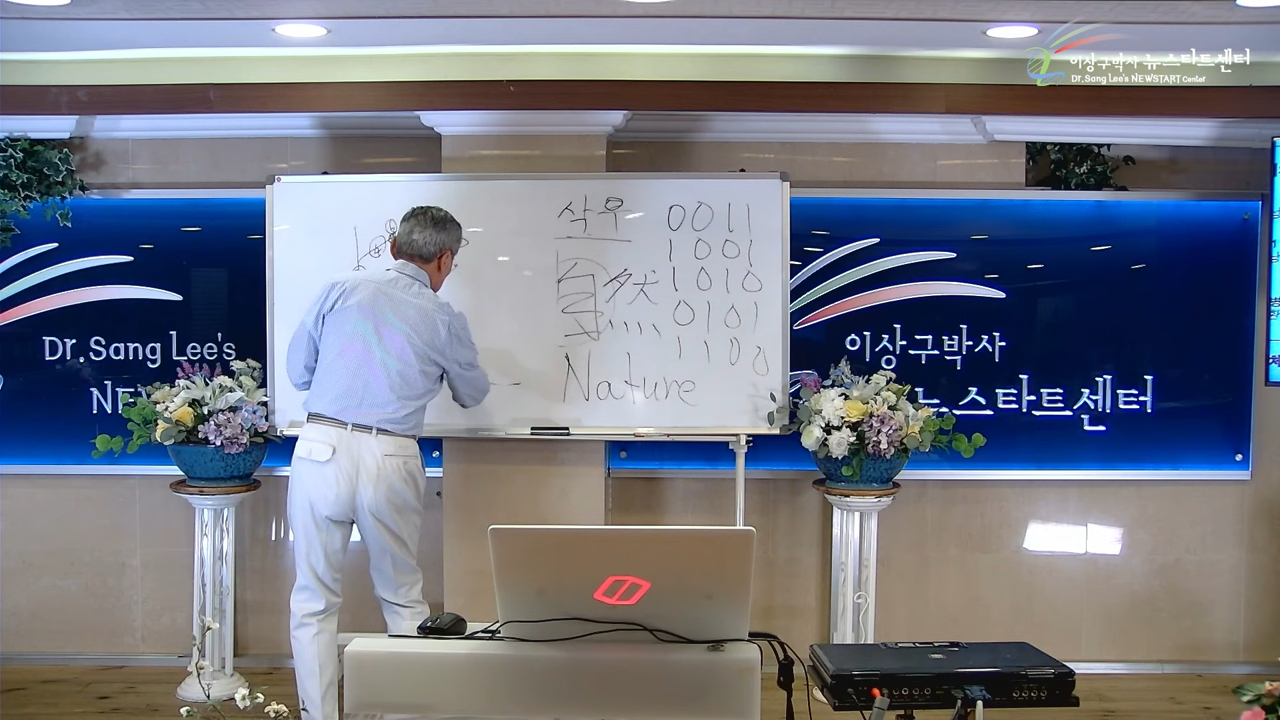 이상구박사 뉴스타트센터
Dr.Sang Lee's NEWSTART Center
삭우 0011
1001
自然 1010
0101
1100
Nature
Dr.Sang Lee's
이상구박사
뉴스타트센터